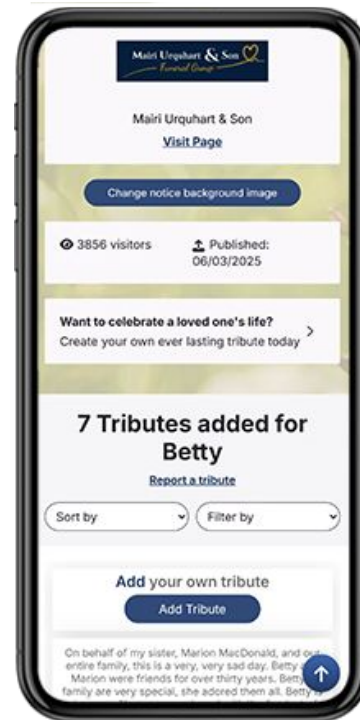 Mairi Urquhart & Son
Funeral Group
Mairi Urquhart & Son
Visit Page
Change notice background image
3856 visitors
Published:
06/03/2025
Want to celebrate a loved one's life?
Create your own ever lasting tribute today
7 Tributes added for
Betty
Report a tribute
Sort by
Filter by
Add your own tribute
Add Tribute
On behalf of my sister, Marion MacDonald, and our
entire family, this is a very, very sad day. Betty
Marion were friends for over thirty years. Betty
family are very special, she adored them all. Betty